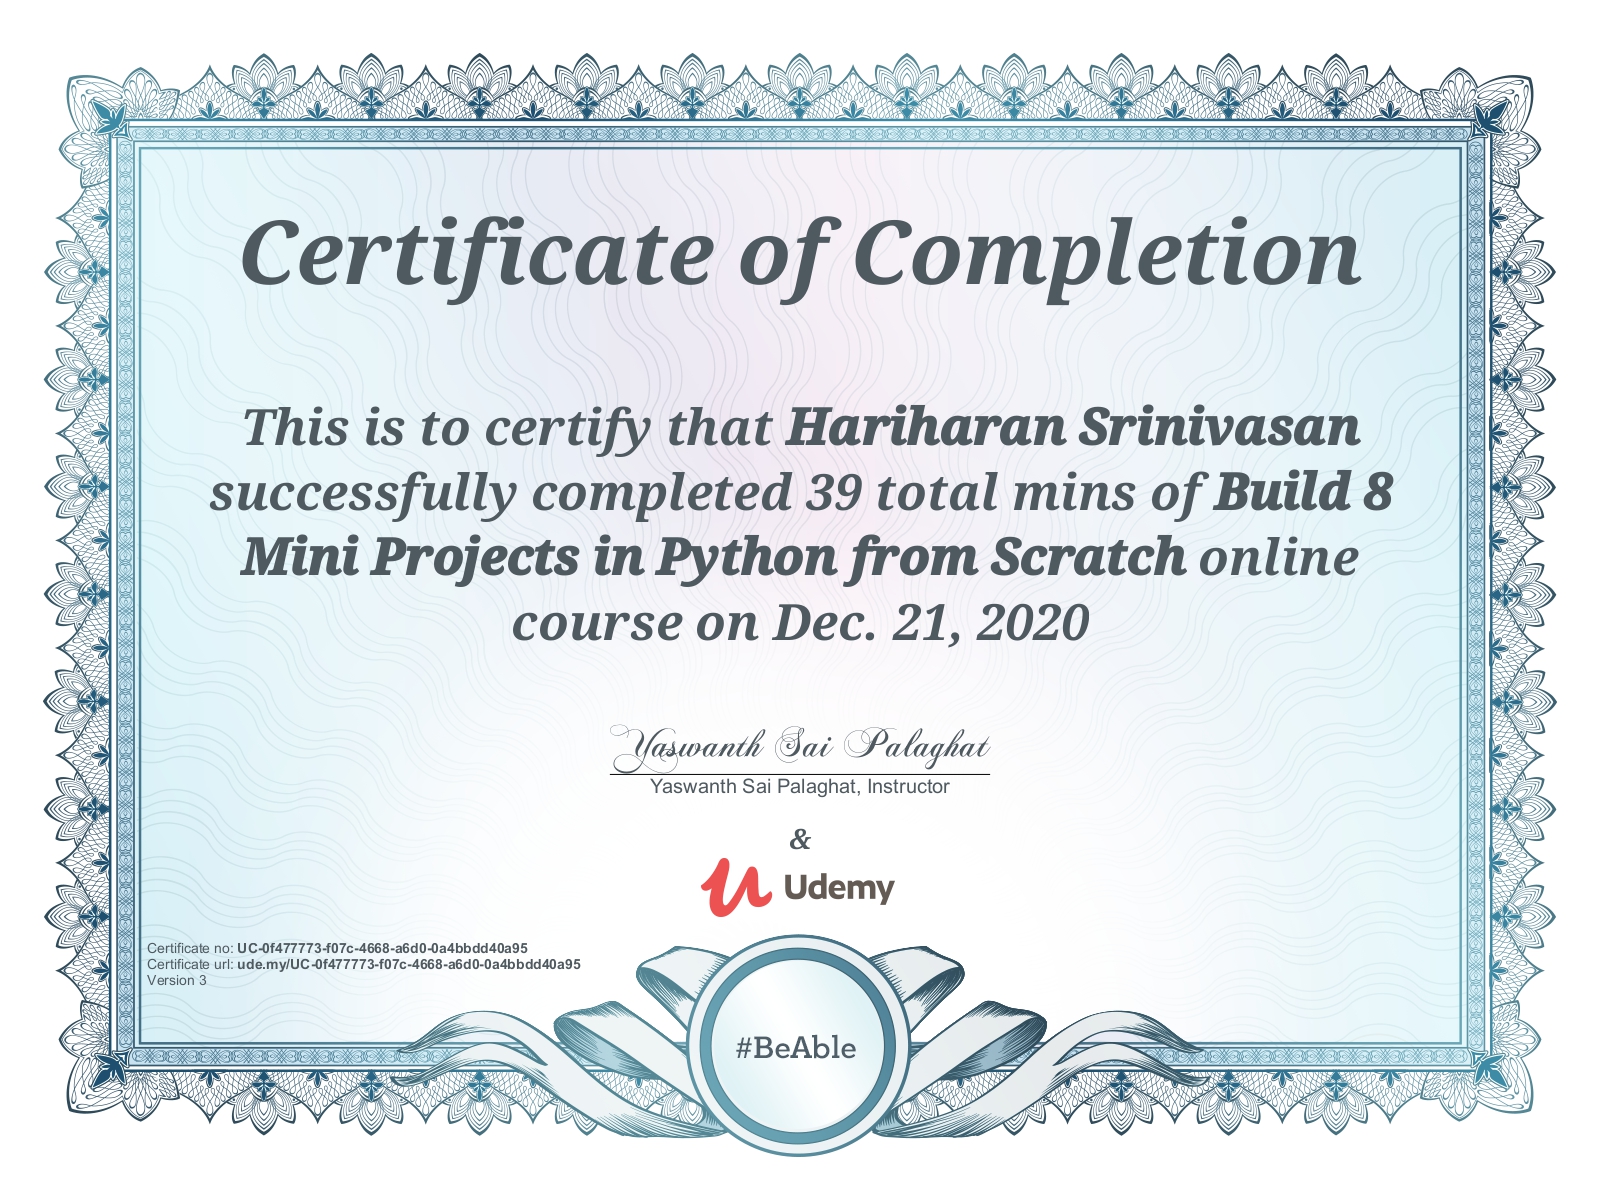 Certificate of Completion
This is to certify that Hariharan Srinivasan
successfully completed 39 total mins of Build 8
Mini Projects in Python from Scratch online
course on Dec. 21, 2020
Yaswanth Sai Palaghat
Yaswanth Sai Palaghat, Instructor
&
Udemy
Certificate no: UC-0f477773-f07c-4668-a6d0-0a4bbdd40a95
Certificate url: ude.my/UC-0f477773-f07c-4668-a6d0-0a4bbdd40a95
Version 3
#BeAble